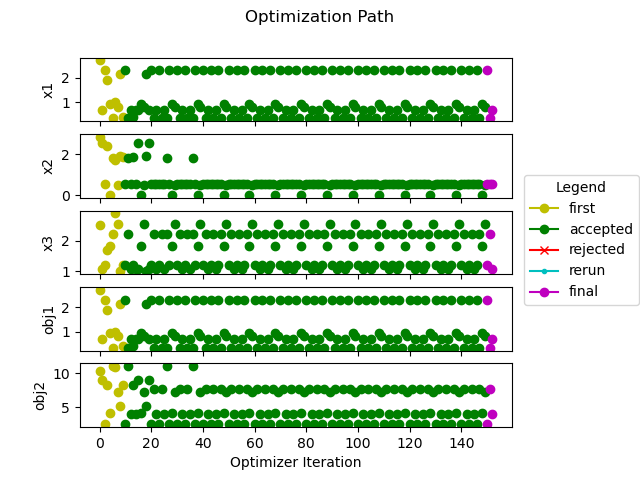 Optimization Path
x1
2
1
x2
2
0
x3
2
1
obj1
2
1
obj2
10
5
0 20 40 60 80 100 120 140
Optimizer Iteration
Legend
first
accepted
rejected
rerun
final